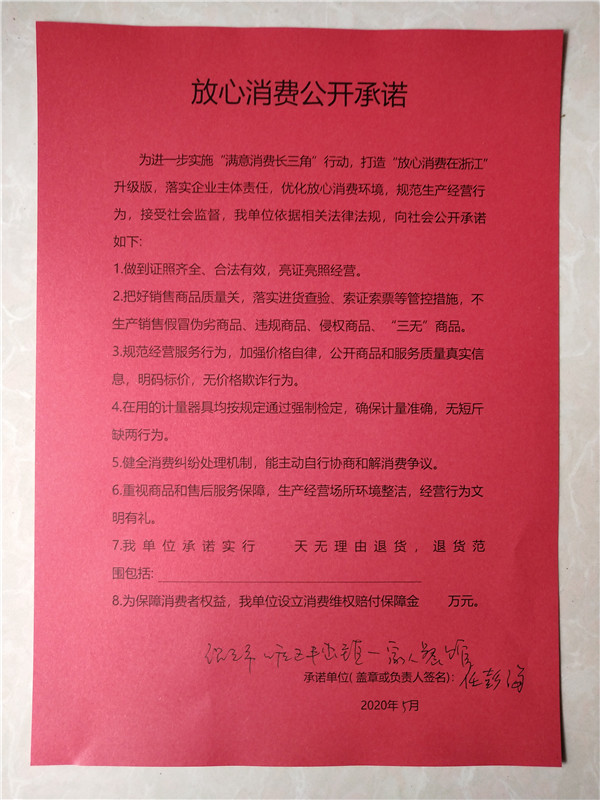 放心消费公开承诺
为进一步实施“满意消费长三角”行动，打造“放心消费在浙江”
升级版，落实企业主体责任，优化放心消费环境，规范生产经营行
为，接受社会监督，我单位依据相关法律法规，向社会公开承诺
如下：
1.做到证照齐全、合法有效，亮证亮照经营。
2.把好销售商品质量关，落实进货查验、索证索票等管控措施，不
生产销售假冒伪劣商品、违规商品、侵权商品、“三无”商品。
3.规范经营服务行为，加强价格自律，公开商品和服务质量真实信
息，明码标价，无价格欺诈行为。
4.在用的计量器具均按规定通过强制检定，确保计量准确，无短斤
缺两行为。
5.健全消费纠纷处理机制，能主动自行协商和解消费争议。
6.重视商品和售后服务保障，生产经营场所环境整洁，经营行为文
明有礼。
7.我单位承诺实行 天无理由退货，退货范
围包括:
8.为保障消费者权益，我单位设立消费维权赔付保障金 万元。
一家人
承诺单位(盖章或负责人签名): 任彭海
2020年5月